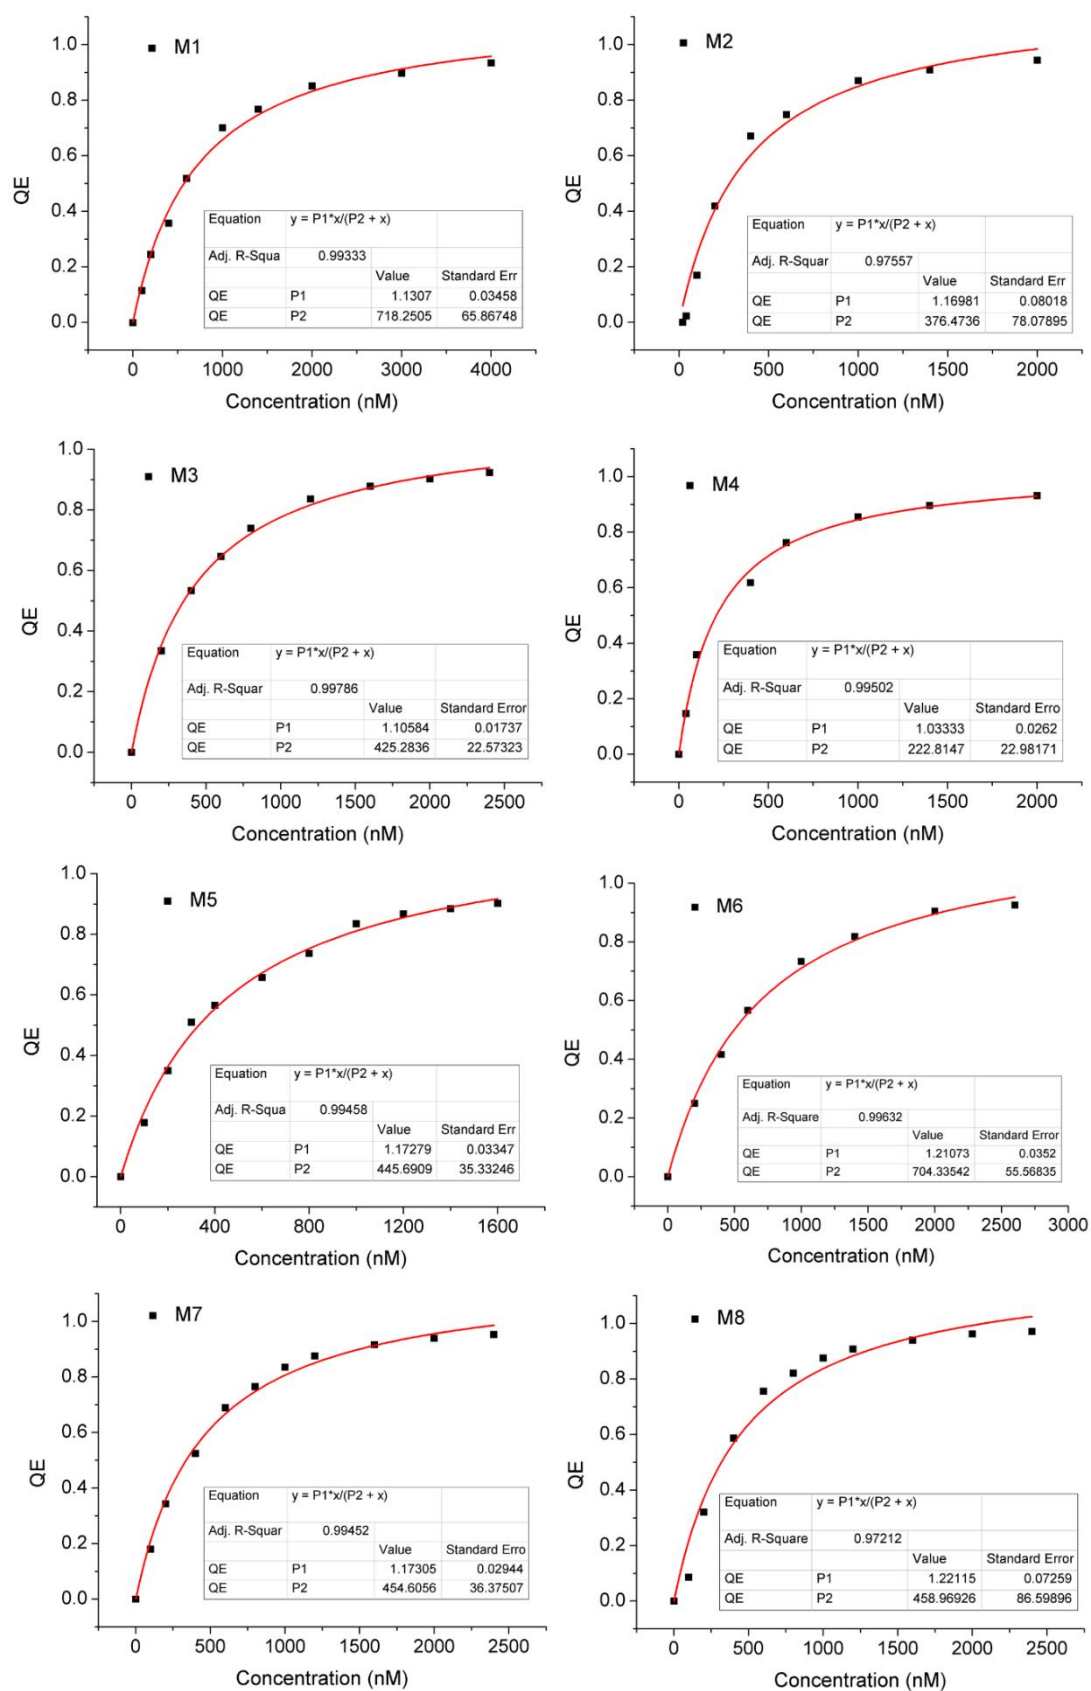 M1
QE
1.0
0.8
0.6
0.4
0.2
0.0
Equation y = P1*x/(P2 + x)
Adj. R-Squa 0.99333
Value Standard Err
QE P1 1.1307 0.03458
QE P2 718.2505 65.86748
0 1000 2000 3000 4000
Concentration (nM)
M2
QE
1.0
0.8
0.6
0.4
0.2
0.0
Equation y = P1*x/(P2 + x)
Adj. R-Squar 0.97557
Value Standard Err
QE P1 1.16981 0.08018
QE P2 376.4736 78.07895
0 500 1000 1500 2000
Concentration (nM)
M3
QE
1.0
0.8
0.6
0.4
0.2
0.0
Equation y = P1*x/(P2 + x)
Adj. R-Squar 0.99786
Value Standard Error
QE P1 1.10584 0.01737
QE P2 425.2836 22.57323
0 500 1000 1500 2000 2500
Concentration (nM)
M4
QE
1.0
0.8
0.6
0.4
0.2
0.0
Equation y = P1*x/(P2 + x)
Adj. R-Squar 0.99502
Value Standard Erro
QE P1 1.03333 0.0262
QE P2 222.8147 22.98171
0 500 1000 1500 2000
Concentration (nM)
M5
QE
1.0
0.8
0.6
0.4
0.2
0.0
Equation y = P1*x/(P2 + x)
Adj. R-Squa 0.99458
Value Standard Err
QE P1 1.17279 0.03347
QE P2 445.6909 35.33246
0 400 800 1200 1600
Concentration (nM)
M6
QE
1.0
0.8
0.6
0.4
0.2
0.0
Equation y = P1*x/(P2 + x)
Adj. R-Square 0.99632
Value Standard Error
QE P1 1.21073 0.0352
QE P2 704.33542 55.56835
0 500 1000 1500 2000 2500 3000
Concentration (nM)
M7
QE
1.0
0.8
0.6
0.4
0.2
0.0
Equation y = P1*x/(P2 + x)
Adj. R-Squar 0.99452
Value Standard Erro
QE P1 1.17305 0.02944
QE P2 454.6056 36.37507
0 500 1000 1500 2000 2500
Concentration (nM)
M8
QE
1.0
0.8
0.6
0.4
0.2
0.0
Equation y = P1*x/(P2 + x)
Adj. R-Square 0.97212
Value Standard Error
QE P1 1.22115 0.07259
QE P2 458.96926 86.59896
0 500 1000 1500 2000 2500
Concentration (nM)